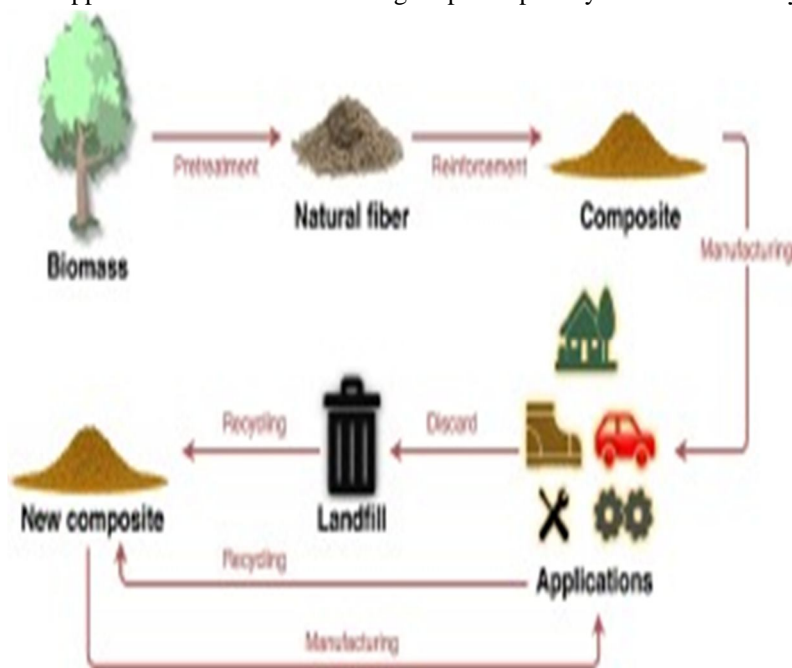 Pretreatment
Reinforcement
Biomass
Natural fiber
Composite
Manufacturing
Recycling
Discard
New composite
Landfill
Applications
Recycling
Manufacturing